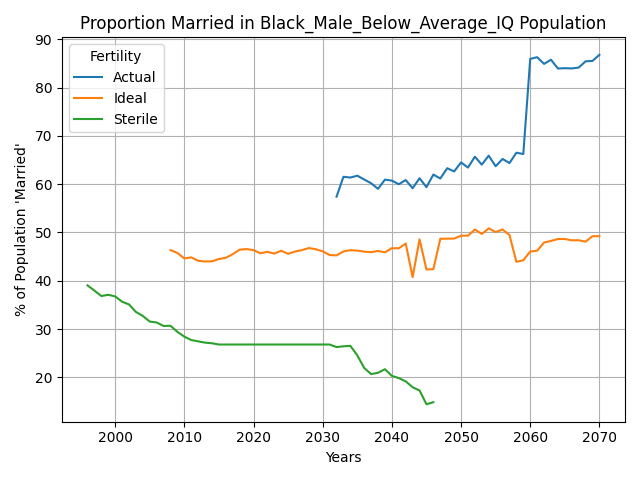 Proportion Married in Black_Male_Below_Average_IQ Population
% of Population 'Married'
90
80
70
60
50
40
30
20
Fertility
Actual
Ideal
Sterile
2000 2010 2020 2030 2040 2050 2060 2070
Years